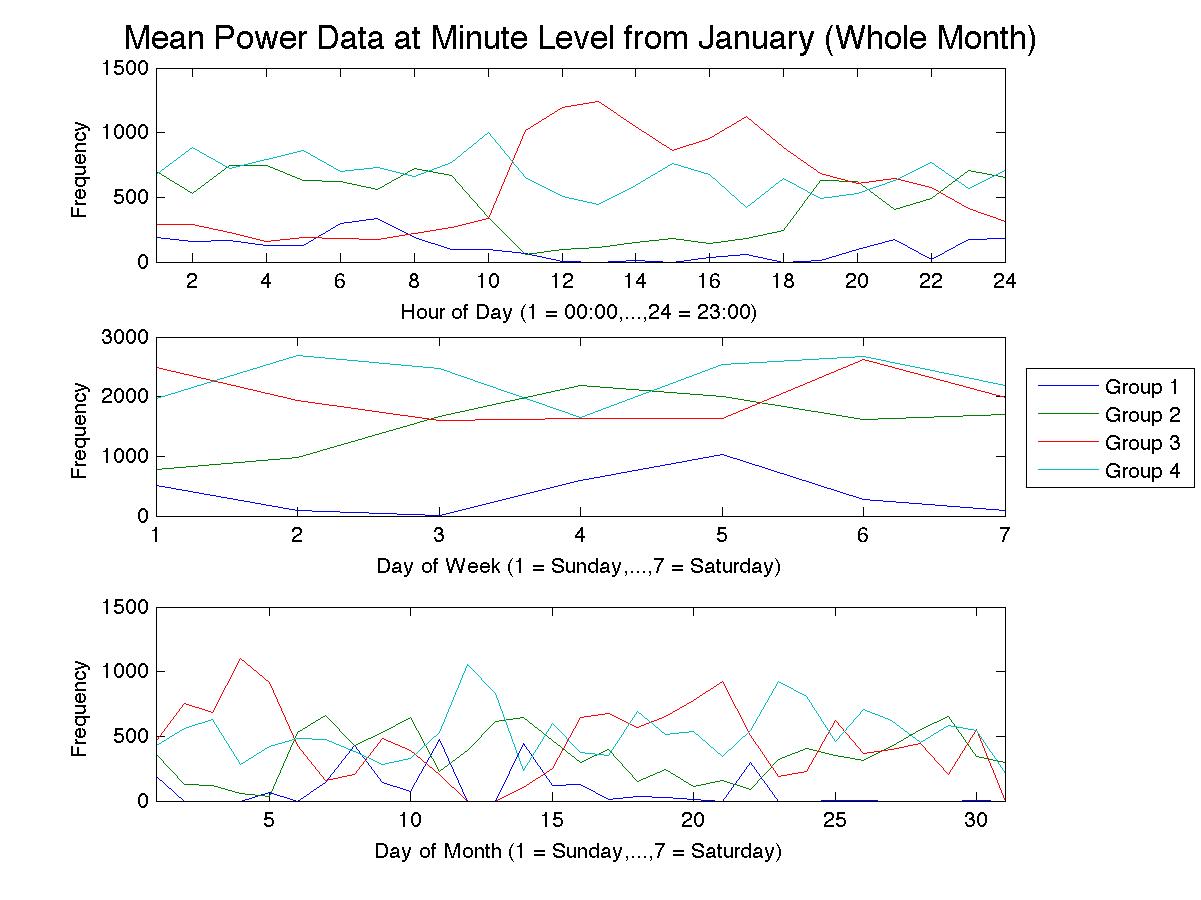 Mean Power Data at Minute Level from January (Whole Month)
1500
1000
500
0
Frequency
2 4 6 8 10 12 14 16 18 20 22 24
Hour of Day (1 = 00:00,...,24 = 23:00)
3000
2000
1000
0
Frequency
1 2 3 4 5 6 7
Day of Week (1 = Sunday,...,7 = Saturday)
Group 1
Group 2
Group 3
Group 4
1500
1000
500
0
Frequency
5 10 15 20 25 30
Day of Month (1 = Sunday,...,7 = Saturday)